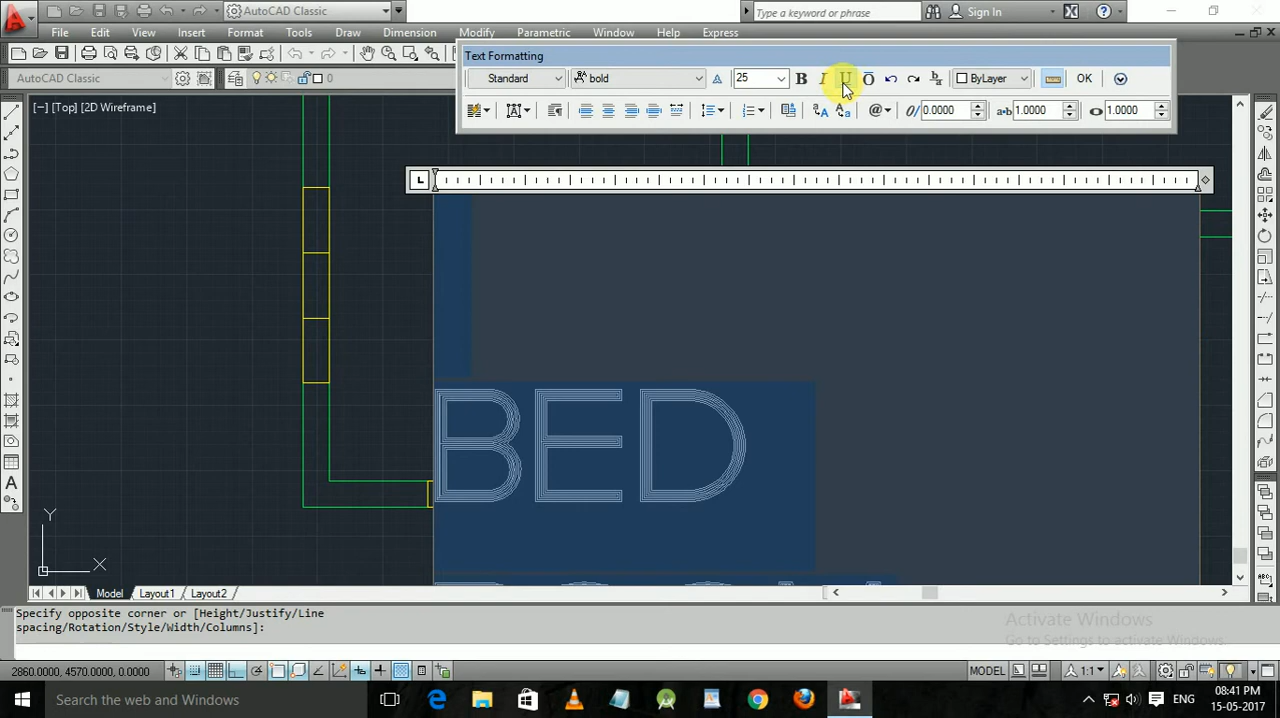 AutoCAD Classic
Type a keyword or phrase
Sign In
File Edit View Insert Format Tools Draw Dimension Modify Parametric Window Help Express
Text Formatting
AutoCAD Classic
0
Standard
bold
25
B I U O
ByLayer
OK
0.0000
1.0000
1.0000
[−] [Top] [2D Wireframe]
L
BED
Y
X
Model Layout1 Layout2
Specify opposite corner or [Height/Justify/Line
spacing/Rotation/Style/Width/Columns]:
Activate Windows
Go to Settings to activate Windows.
2860.0000, 4570.0000, 0.0000
MODEL
1:1
Search the web and Windows
ENG
08:41 PM
15-05-2017